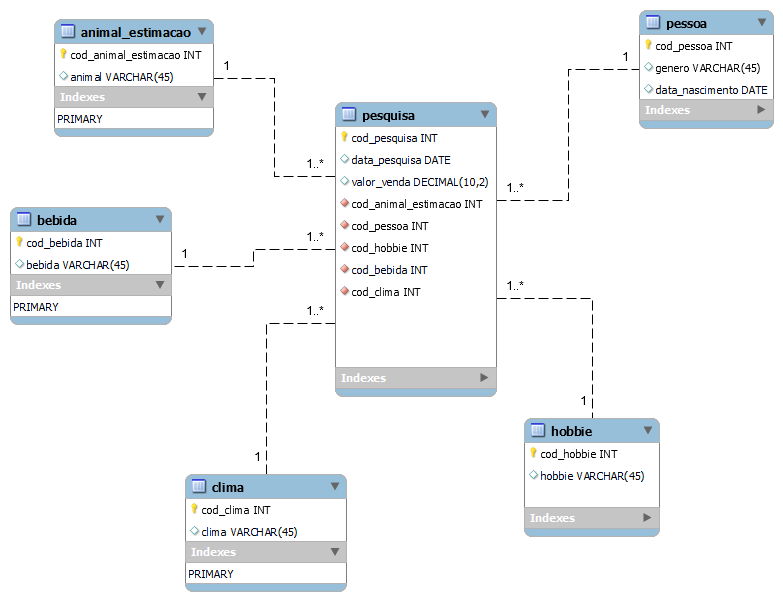 animal_estimacao
cod_animal_estimacao INT
animal VARCHAR(45)
Indexes
PRIMARY
1
1..*
pessoa
cod_pessoa INT
genero VARCHAR(45)
data_nascimento DATE
Indexes
1
1..*
pesquisa
cod_pesquisa INT
data_pesquisa DATE
valor_venda DECIMAL(10,2)
cod_animal_estimacao INT
cod_pessoa INT
cod_hobbie INT
cod_bebida INT
cod_clima INT
Indexes
bebida
cod_bebida INT
bebida VARCHAR(45)
Indexes
PRIMARY
1
1..*
1..*
1
clima
cod_clima INT
clima VARCHAR(45)
Indexes
PRIMARY
1..*
1
hobbie
cod_hobbie INT
hobbie VARCHAR(45)
Indexes